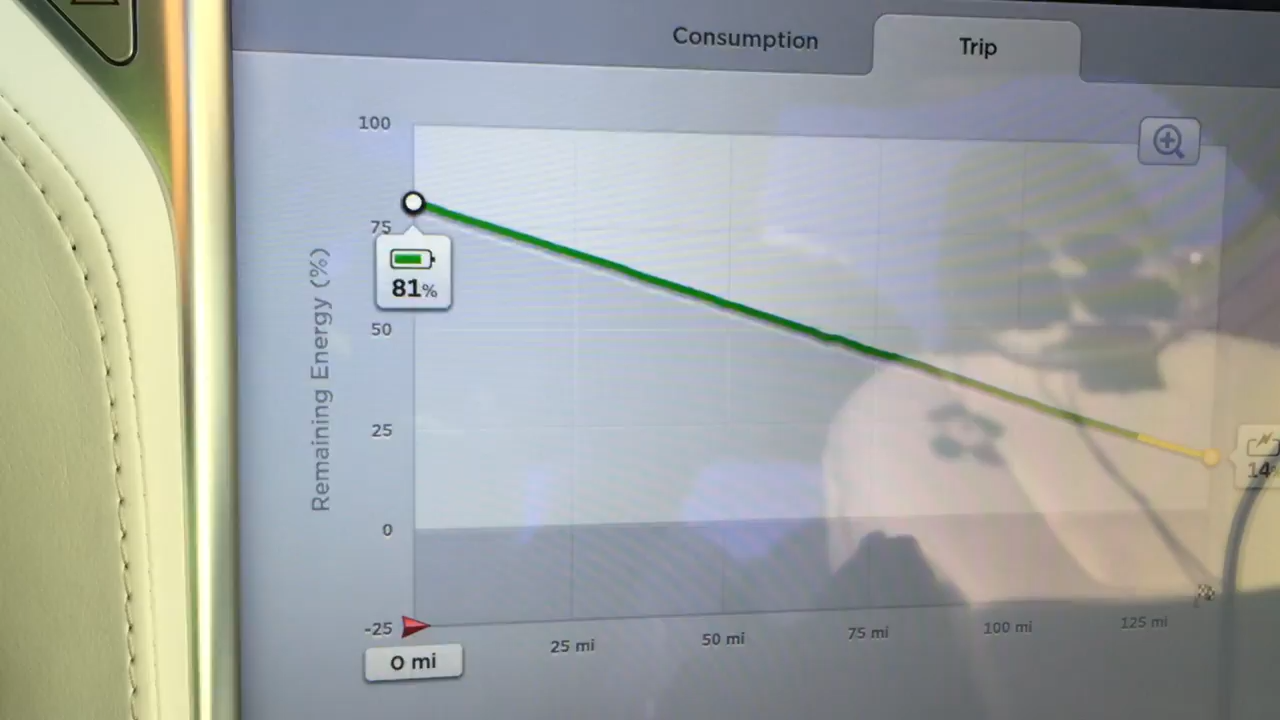 Consumption
Trip
100
75
81%
50
25
14
0
-25
0 mi
25 mi
50 mi
75 mi
100 mi
125 mi
Remaining Energy (%)